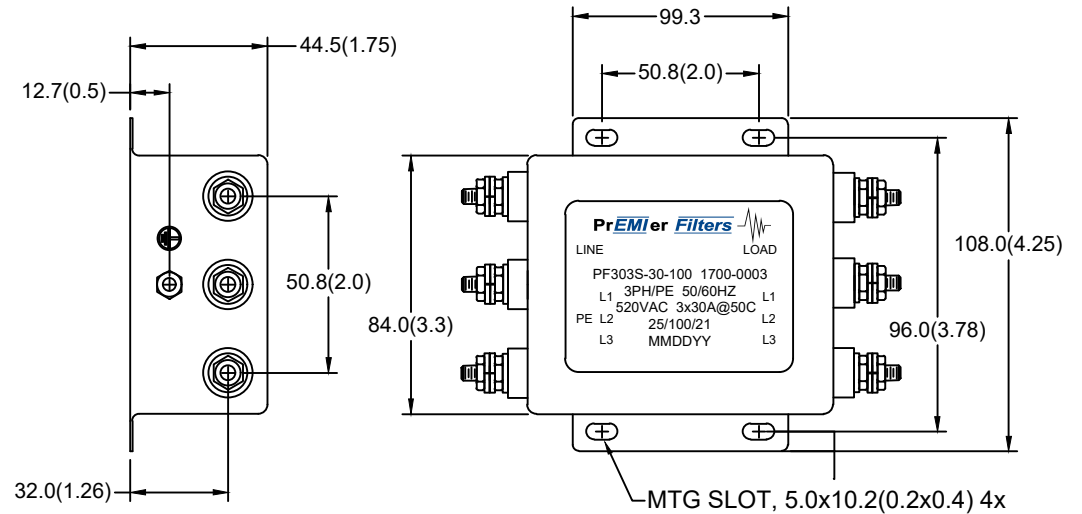 44.5(1.75)
12.7(0.5)
50.8(2.0)
32.0(1.26)
99.3
50.8(2.0)
84.0(3.3)
108.0(4.25)
96.0(3.78)
PrEMIer Filters
LINE LOAD
PF303S-30-100 1700-0003
L1 3PH/PE 50/60HZ L1
520VAC 3x30A@50C
PE L2 25/100/21 L2
L3 MMDDYY L3
MTG SLOT, 5.0x10.2(0.2x0.4) 4x